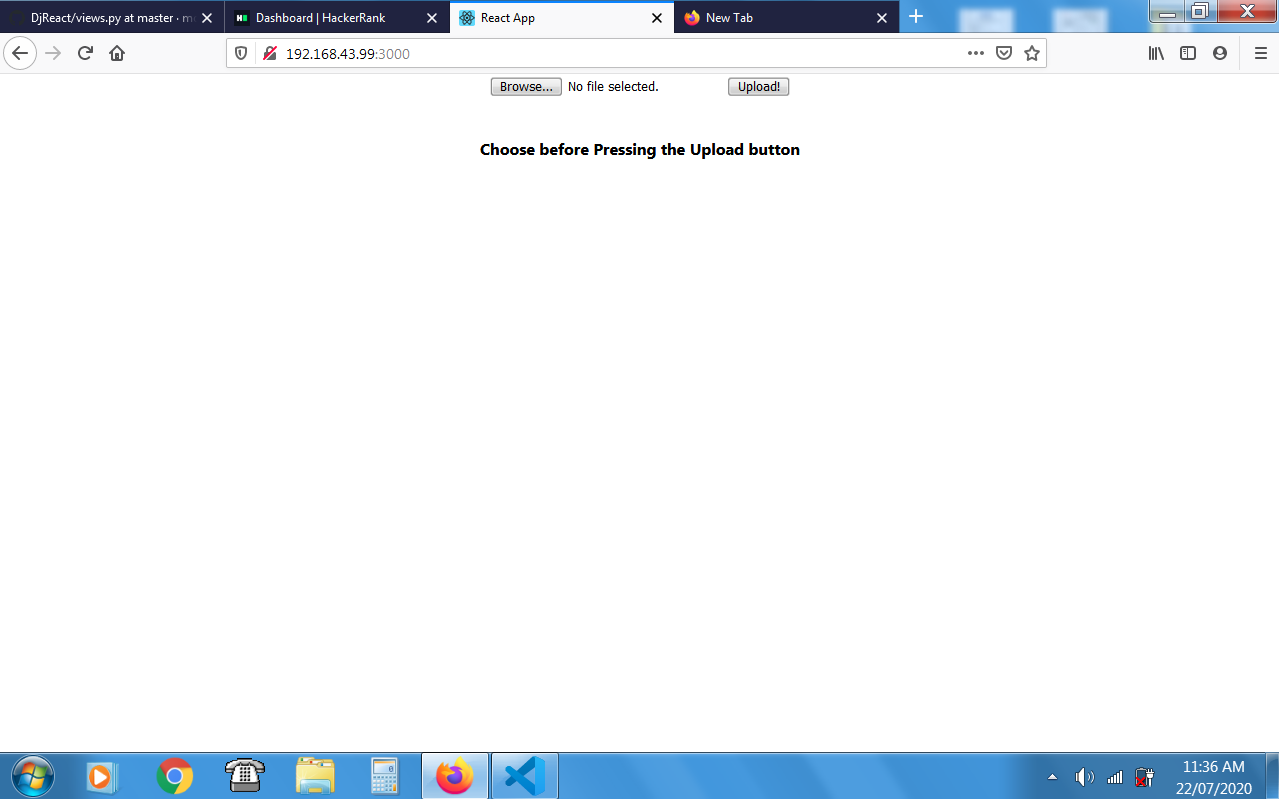 DjReact/views.py at master · m
Dashboard | HackerRank
React App
New Tab
192.168.43.99:3000
Browse... No file selected. Upload!
Choose before Pressing the Upload button
11:36 AM
22/07/2020